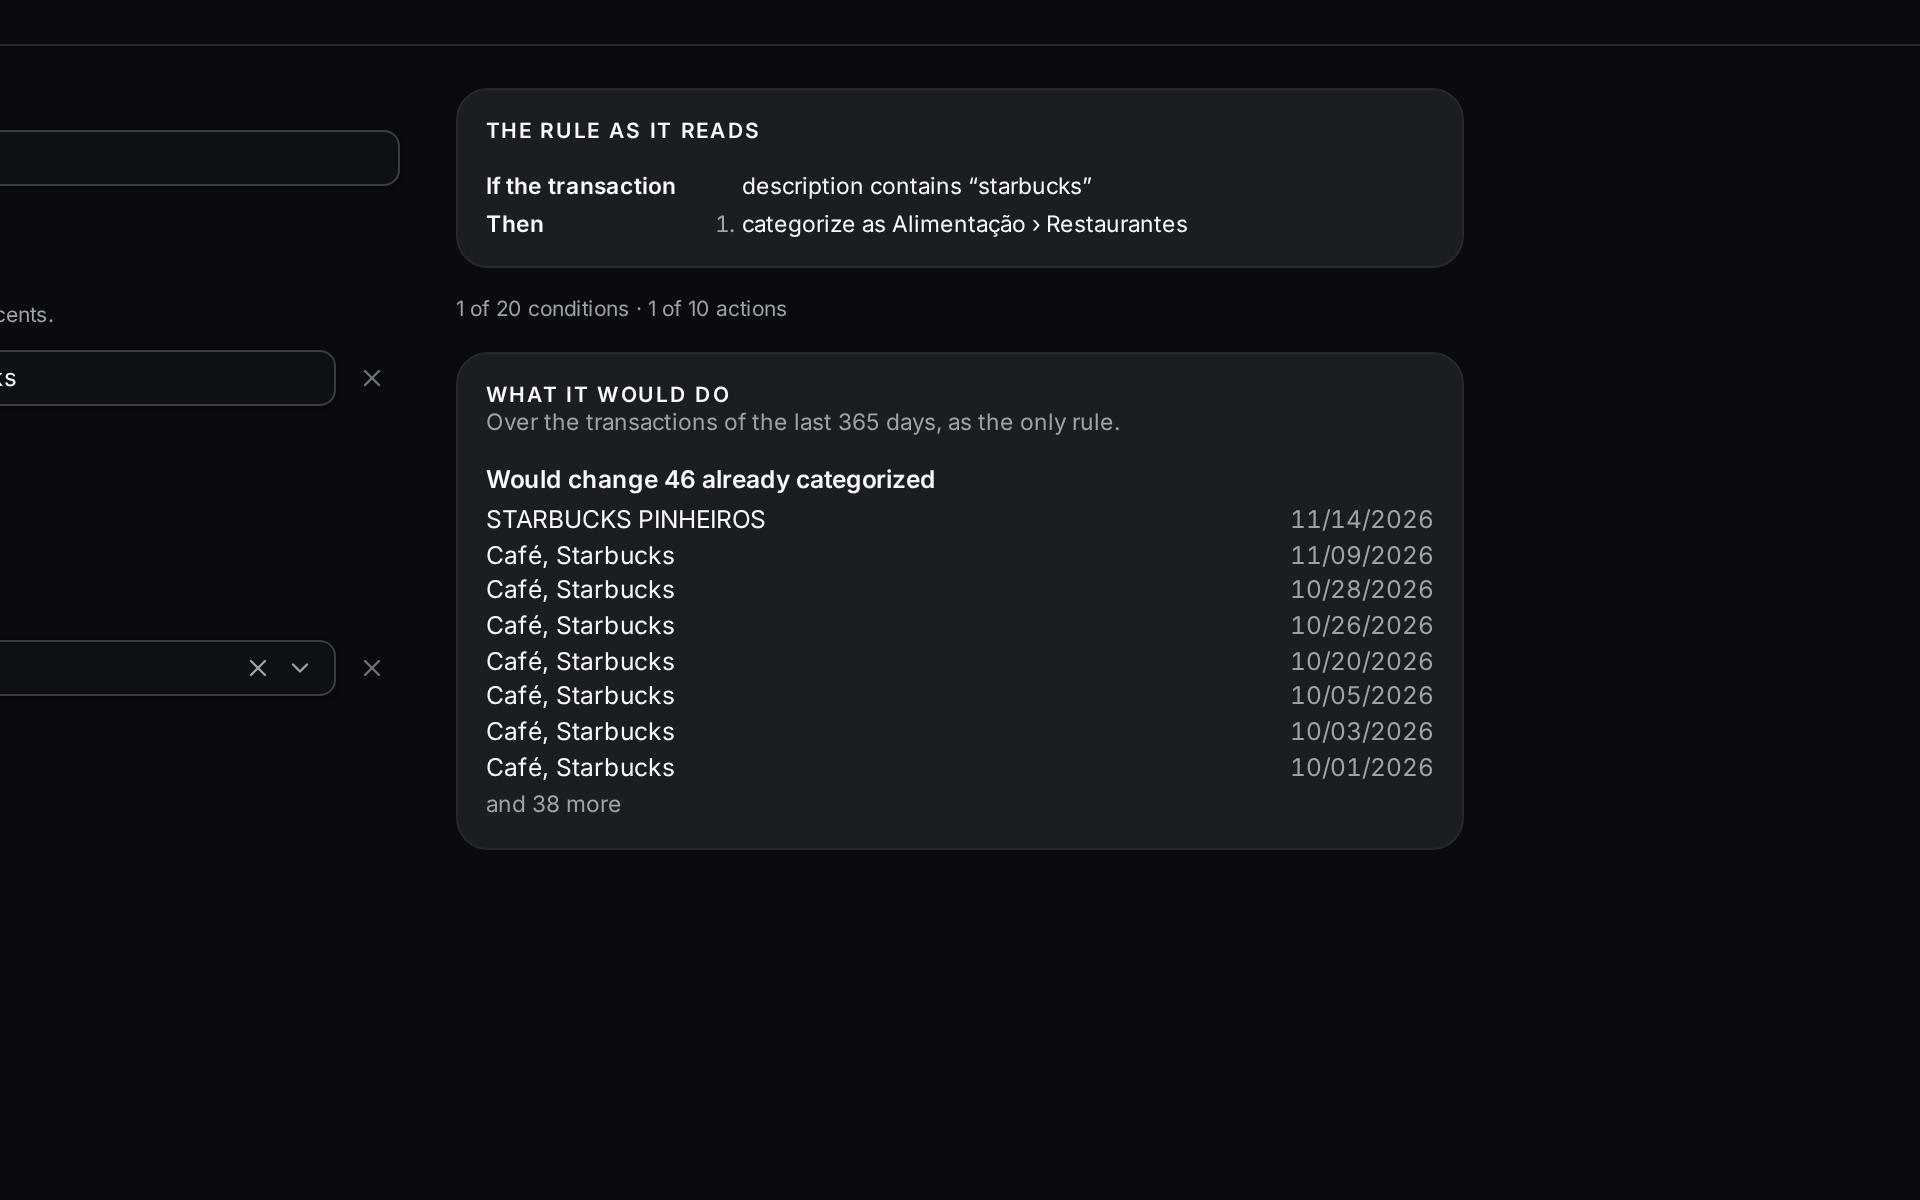 THE RULE AS IT READS
If the transaction description contains “starbucks”
Then 1. categorize as Alimentação › Restaurantes
cents.
1 of 20 conditions · 1 of 10 actions
ks
WHAT IT WOULD DO
Over the transactions of the last 365 days, as the only rule.
Would change 46 already categorized
STARBUCKS PINHEIROS 11/14/2026
Café, Starbucks 11/09/2026
Café, Starbucks 10/28/2026
Café, Starbucks 10/26/2026
Café, Starbucks 10/20/2026
Café, Starbucks 10/05/2026
Café, Starbucks 10/03/2026
Café, Starbucks 10/01/2026
and 38 more